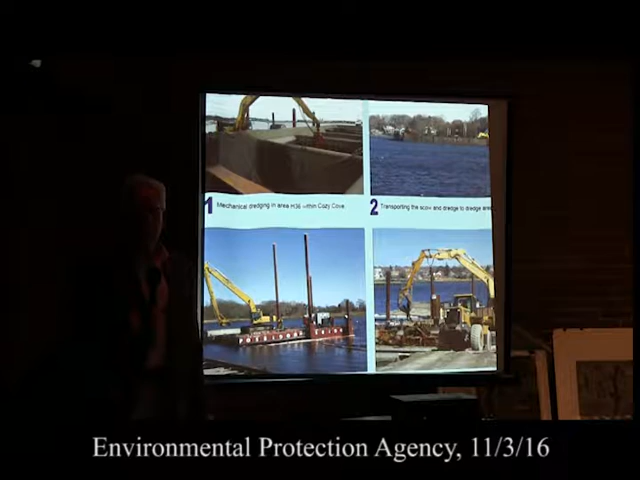 1 Mechanical dredging in area H36 within Cozy Cove.
2 Transporting the scow and dredge to dredge
Environmental Protection Agency, 11/3/16